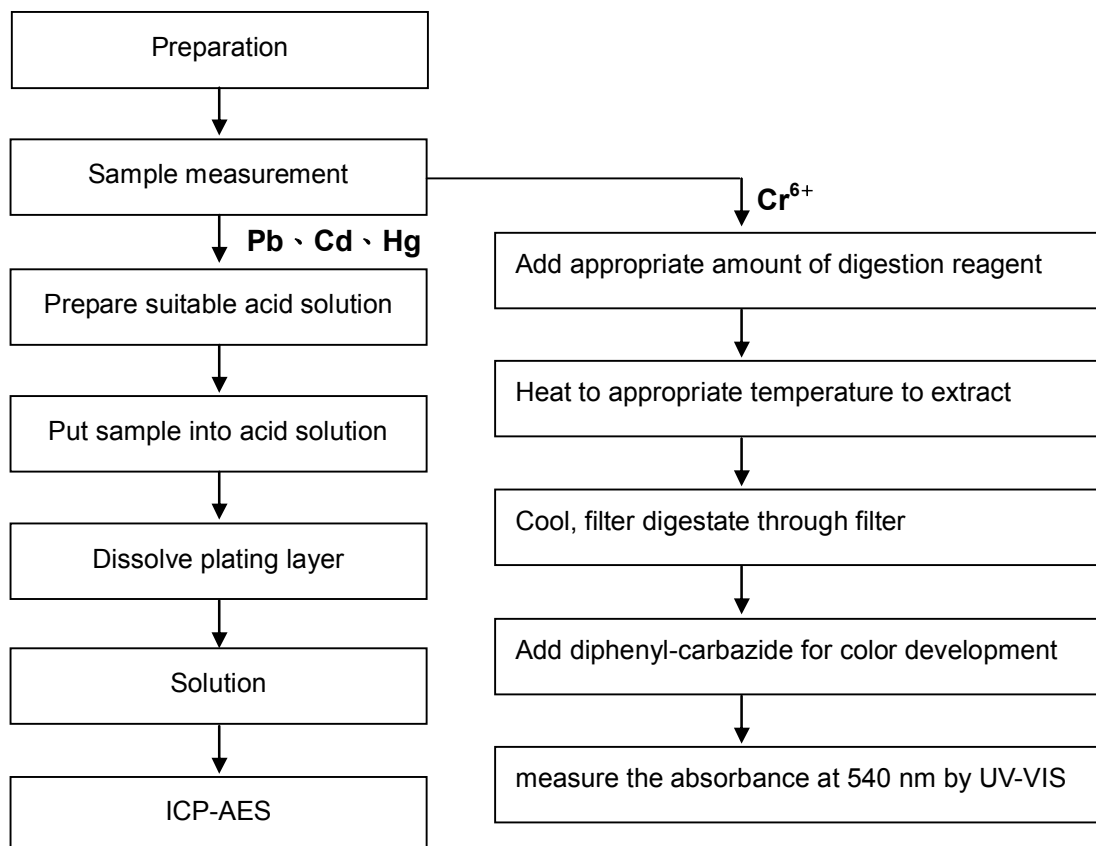 Preparation
Sample measurement
Pb、Cd、Hg
Prepare suitable acid solution
Put sample into acid solution
Dissolve plating layer
Solution
ICP-AES
Cr⁶⁺
Add appropriate amount of digestion reagent
Heat to appropriate temperature to extract
Cool, filter digestate through filter
Add diphenyl-carbazide for color development
measure the absorbance at 540 nm by UV-VIS